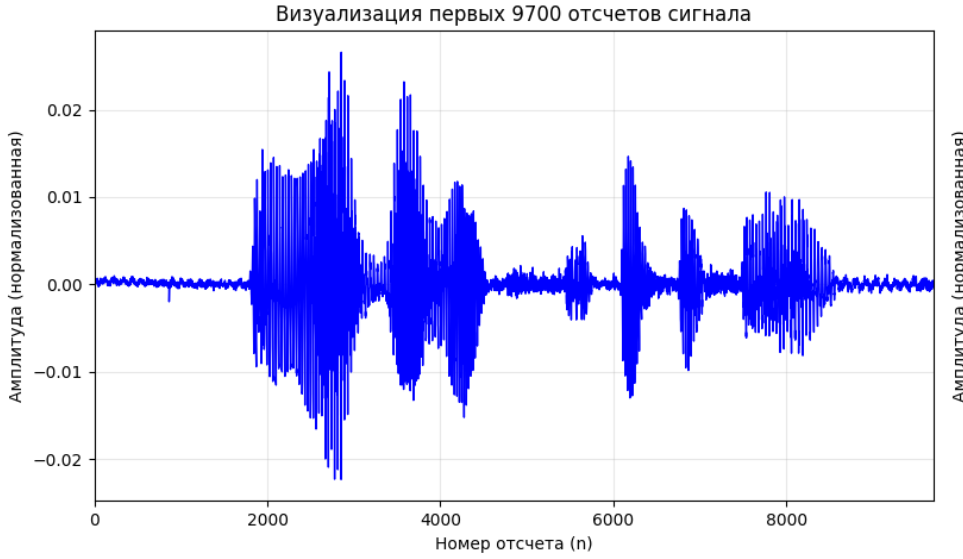 Визуализация первых 9700 отсчетов сигнала
Амплитуда (нормализованная)
0.02
0.01
0.00
−0.01
−0.02
0
2000
4000
6000
8000
Номер отсчета (n)
Амплитуда (нормализованная)